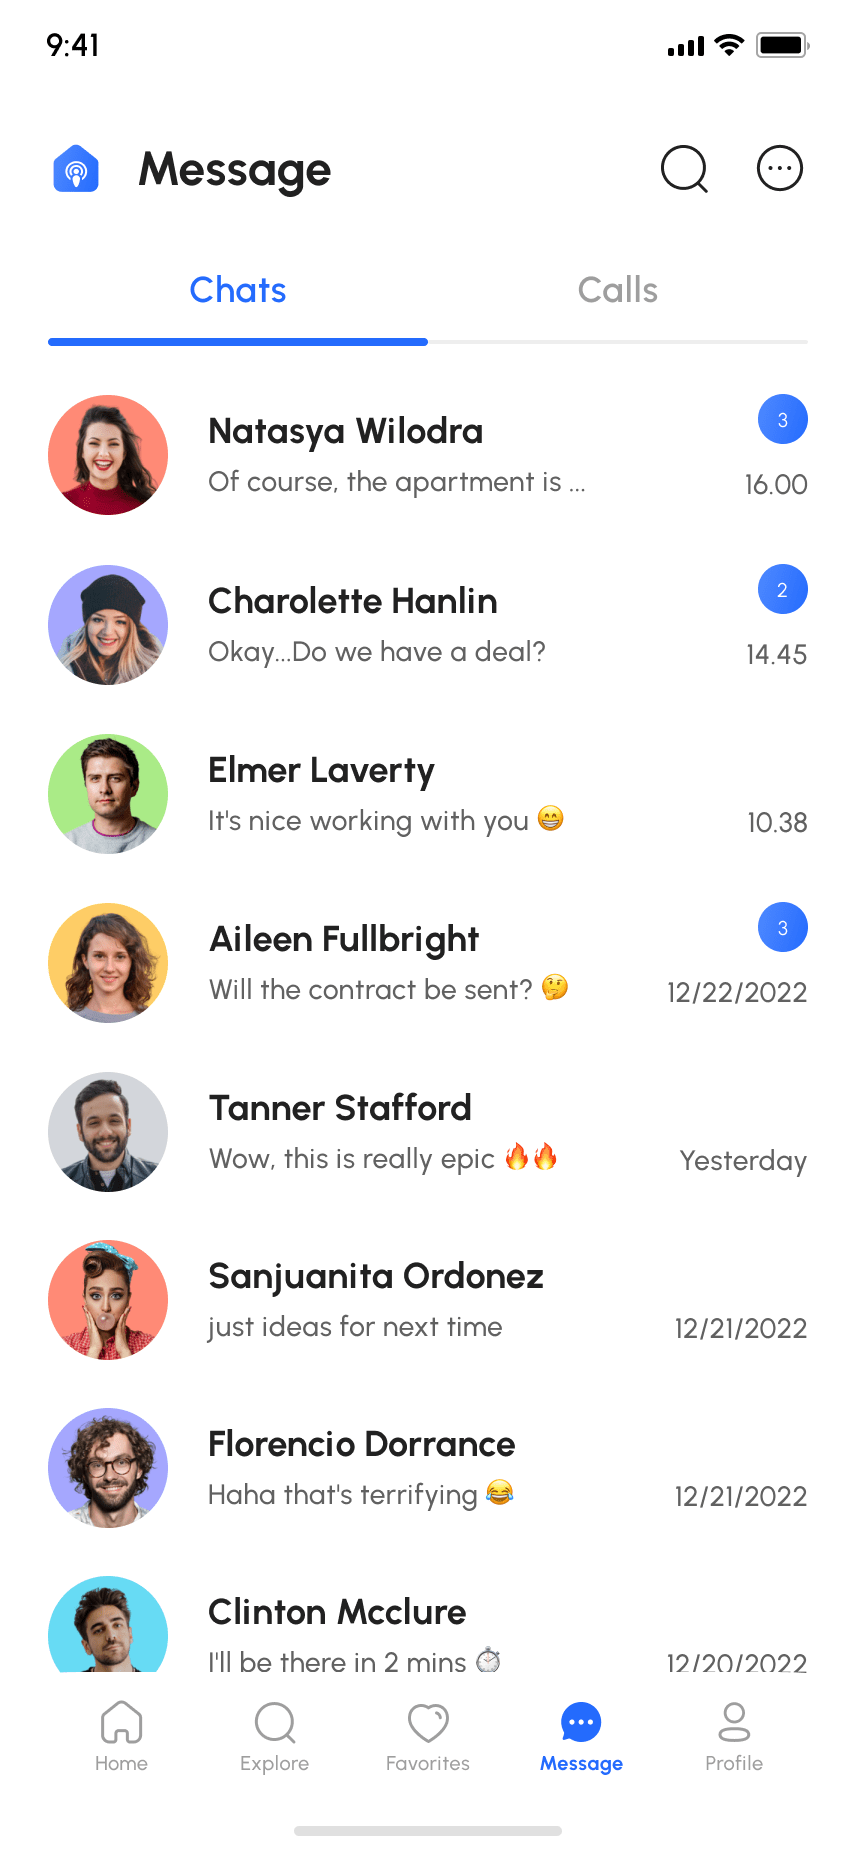 9:41
Message
Chats Calls
Natasya Wilodra 3
Of course, the apartment is ... 16.00
Charolette Hanlin 2
Okay...Do we have a deal? 14.45
Elmer Laverty
It's nice working with you 😁 10.38
Aileen Fullbright 3
Will the contract be sent? 🤔 12/22/2022
Tanner Stafford
Wow, this is really epic 🔥🔥 Yesterday
Sanjuanita Ordonez
just ideas for next time 12/21/2022
Florencio Dorrance
Haha that's terrifying 😂 12/21/2022
Clinton Mcclure
I'll be there in 2 mins ⏱ 12/20/2022
Home Explore Favorites Message Profile